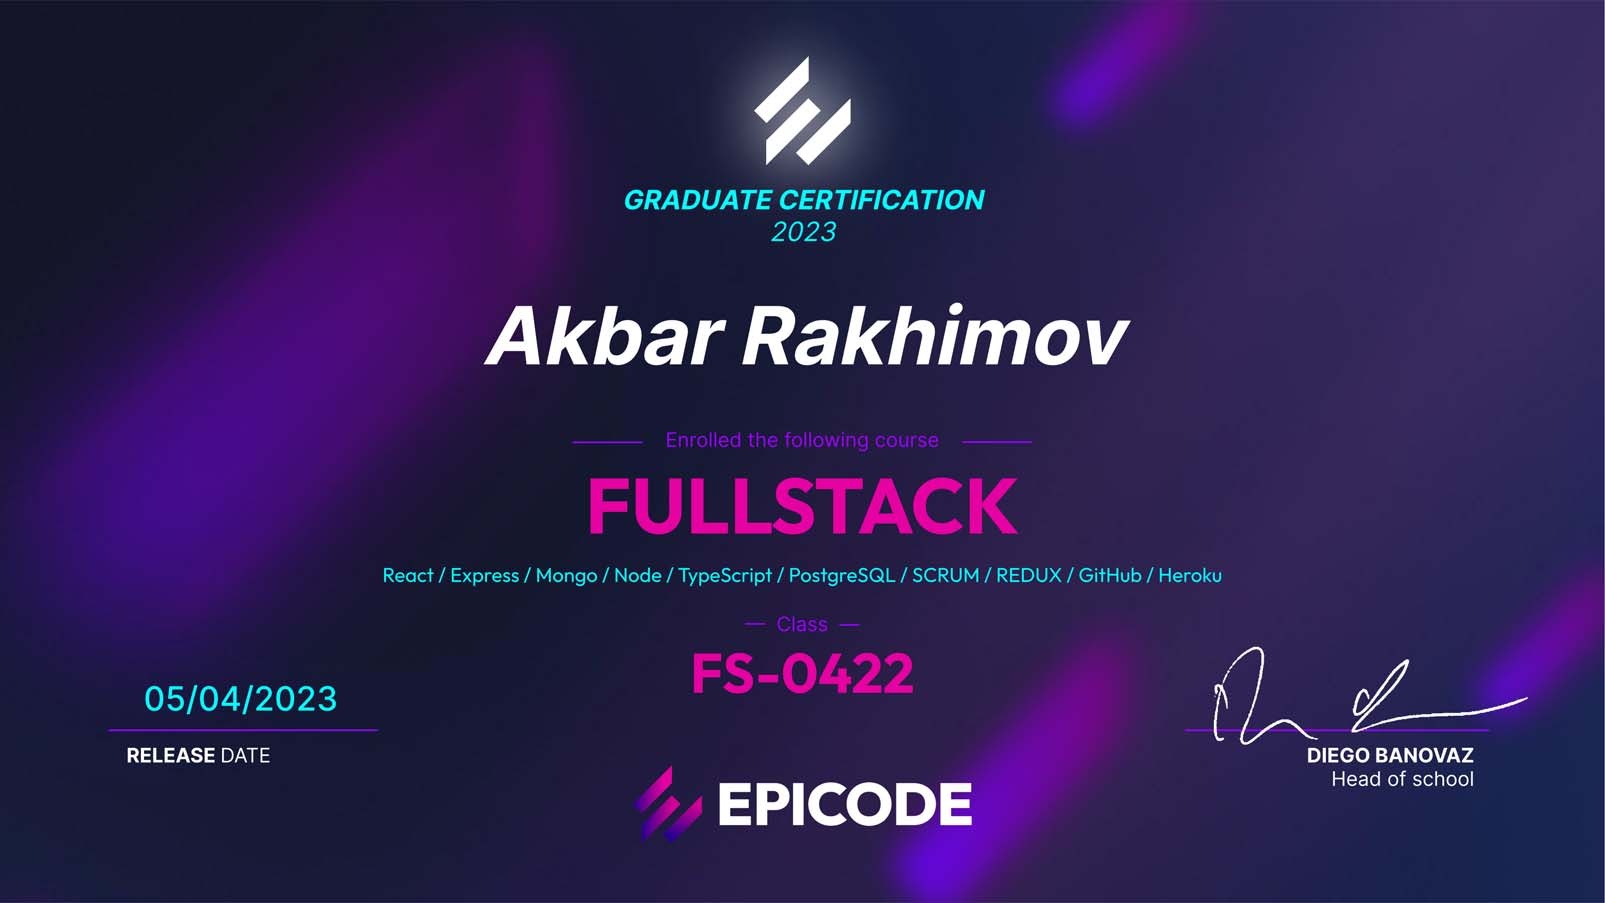 GRADUATE CERTIFICATION
2023
Akbar Rakhimov
Enrolled the following course
FULLSTACK
React / Express / Mongo / Node / TypeScript / PostgreSQL / SCRUM / REDUX / GitHub / Heroku
Class
FS-0422
05/04/2023
RELEASE DATE
DIEGO BANOVAZ
Head of school
EPICODE